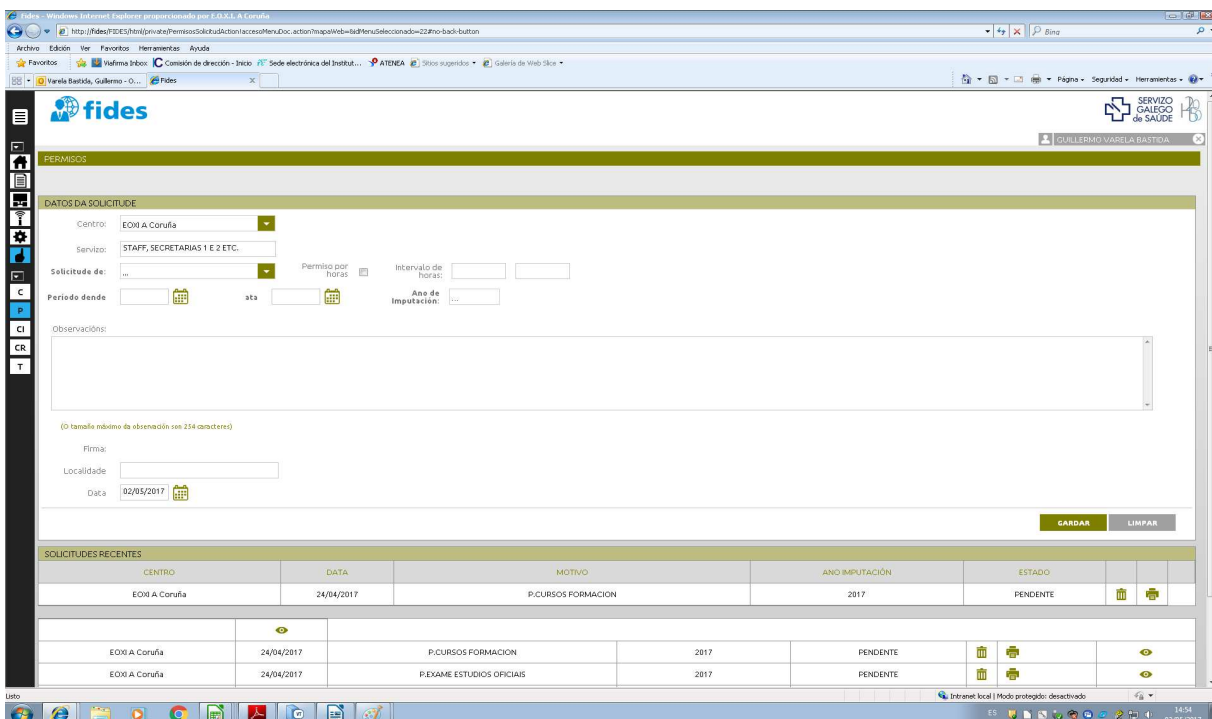 Fides - Windows Internet Explorer proporcionado por E.O.X.I. A Coruña
http://fides/FIDES/html/private/PermisosSolicitudAction!accesoMenuDoc.action?mapaWeb=8&idMenuSeleccionado=22#no-back-button
Bing
Archivo Edición Ver Favoritos Herramientas Ayuda
Favoritos Viafirma Inbox Comisión de dirección - Inicio Sede electrónica del Institut... ATENEA Sitios sugeridos Galería de Web Slice
Varela Bastida, Guillermo - O... Fides Página Seguridad Herramientas
fides
SERVIZO GALEGO de SAÚDE
GUILLERMO VARELA BASTIDA
PERMISOS
DATOS DA SOLICITUDE
Centro: EOXI A Coruña
Servizo: STAFF, SECRETARIAS 1 E 2 ETC.
Solicitude de: ... Permiso por horas Intervalo de horas:
Período dende ata Ano de Imputación: ...
C
P
CI
CR
T
Observacións:
(O tamaño máximo da observación son 254 caracteres)
Firma:
Localidade
Data 02/05/2017
GARDAR LIMPAR
SOLICITUDES RECENTES
CENTRO DATA MOTIVO ANO IMPUTACIÓN ESTADO
EOXI A Coruña 24/04/2017 P.CURSOS FORMACION 2017 PENDENTE
EOXI A Coruña 24/04/2017 P.CURSOS FORMACION 2017 PENDENTE
EOXI A Coruña 24/04/2017 P.EXAME ESTUDIOS OFICIAIS 2017 PENDENTE
Listo Intranet local | Modo protegido: desactivado
ES 14:54
02/05/2017